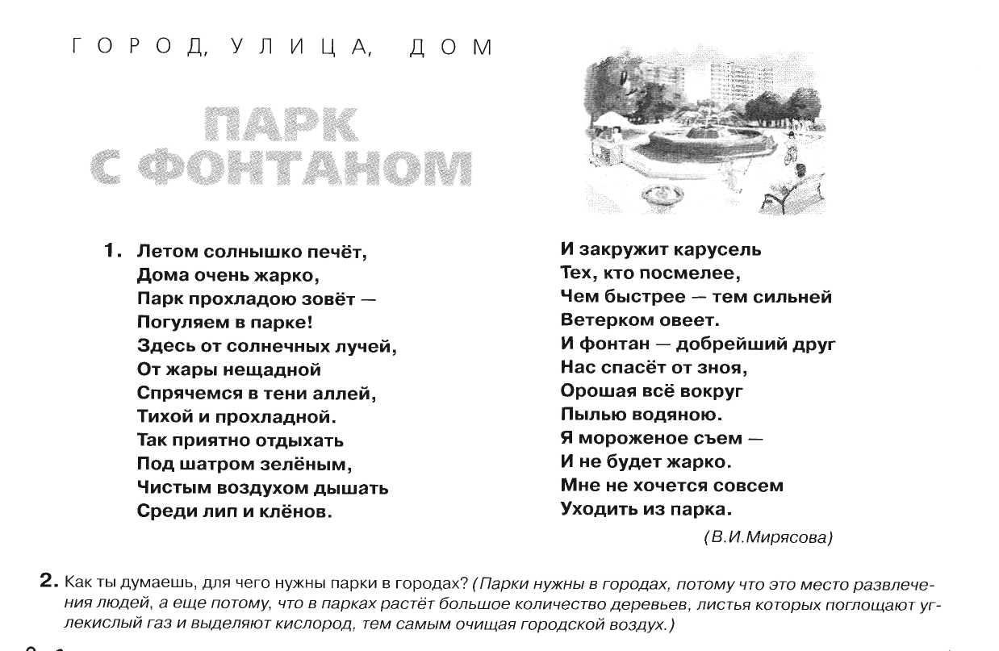 ГОРОД, УЛИЦА, ДОМ
ПАРК
С ФОНТАНОМ
1. Летом солнышко печёт,
Дома очень жарко,
Парк прохладою зовёт —
Погуляем в парке!
Здесь от солнечных лучей,
От жары нещадной
Спрячемся в тени аллей,
Тихой и прохладной.
Так приятно отдыхать
Под шатром зелёным,
Чистым воздухом дышать
Среди лип и клёнов.
И закружит карусель
Тех, кто посмелее,
Чем быстрее — тем сильней
Ветерком овеет.
И фонтан — добрейший друг
Нас спасёт от зноя,
Орошая всё вокруг
Пылью водяною.
Я мороженое съем —
И не будет жарко.
Мне не хочется совсем
Уходить из парка.
(В.И.Мирясова)
2. Как ты думаешь, для чего нужны парки в городах? (Парки нужны в городах, потому что это место развлече-
ния людей, а еще потому, что в парках растёт большое количество деревьев, листья которых поглощают уг-
лекислый газ и выделяют кислород, тем самым очищая городской воздух.)